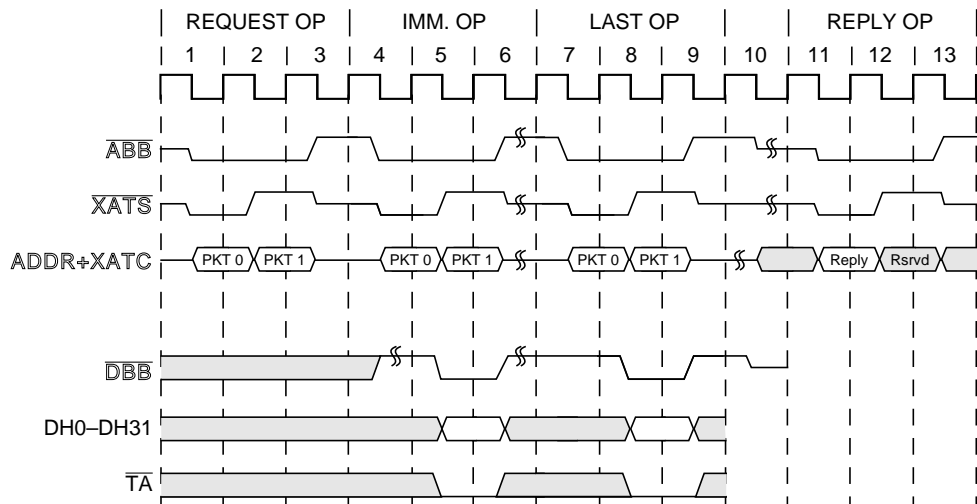 REQUEST OP IMM. OP LAST OP REPLY OP
1 2 3 4 5 6 7 8 9 10 11 12 13
ABB
XATS
ADDR+XATC PKT 0 PKT 1 PKT 0 PKT 1 PKT 0 PKT 1 Reply Rsrvd
DBB
DH0–DH31
TA